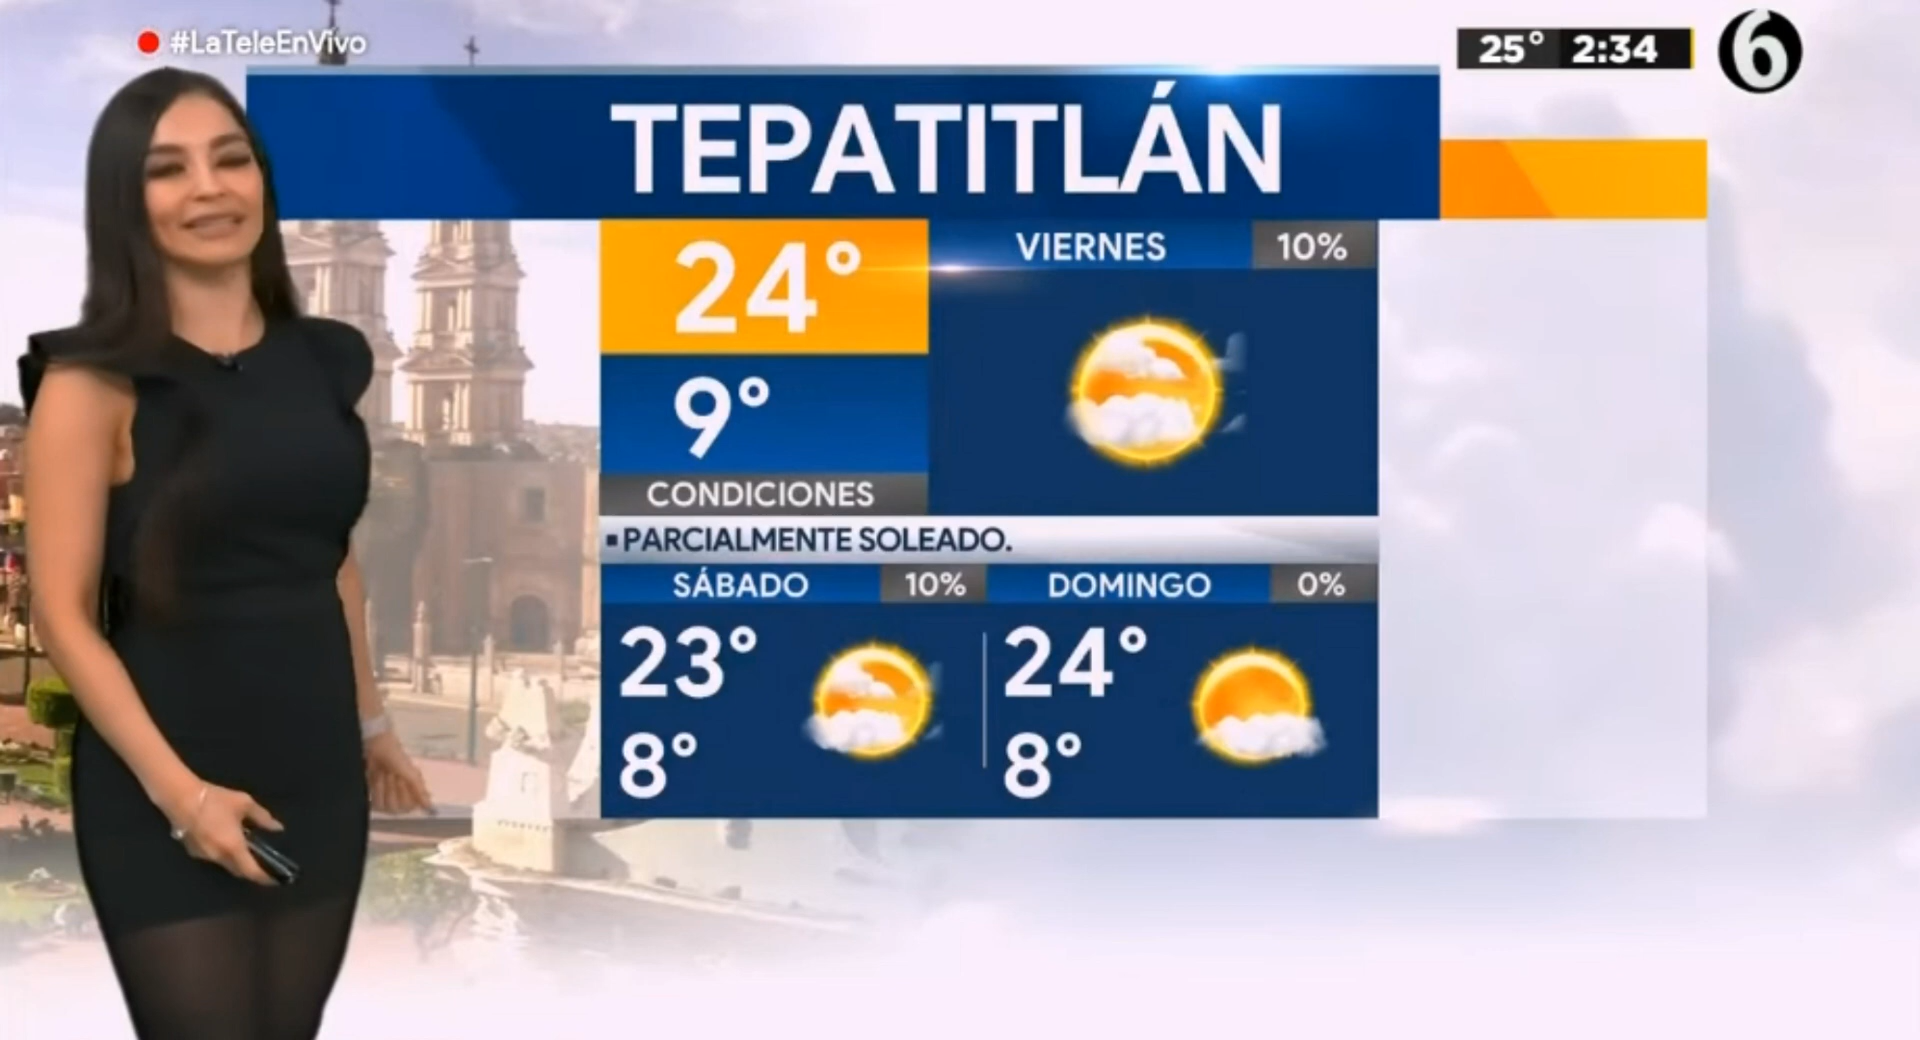 #LaTeleEnVivo
25° 2:34
6
TEPATITLÁN
24°
9°
VIERNES 10%
CONDICIONES
▪PARCIALMENTE SOLEADO.
SÁBADO 10%
23°
8°
DOMINGO 0%
24°
8°